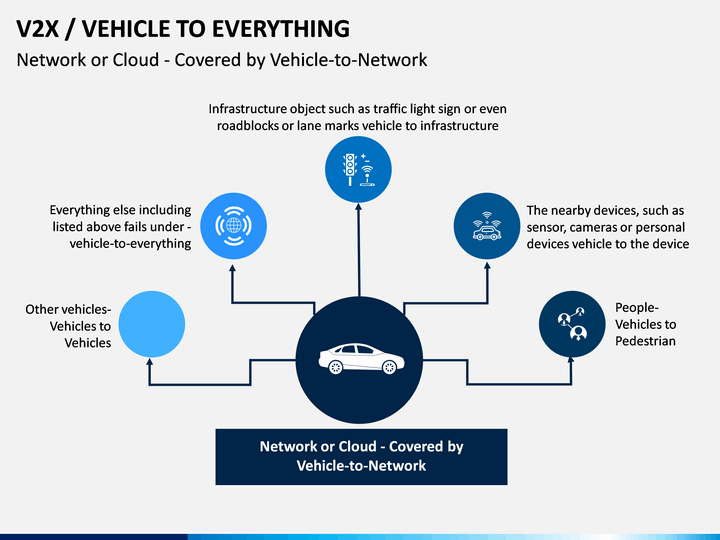 V2X / VEHICLE TO EVERYTHING
Network or Cloud - Covered by Vehicle-to-Network
Infrastructure object such as traffic light sign or even
roadblocks or lane marks vehicle to infrastructure
Everything else including
listed above fails under -
vehicle-to-everything
The nearby devices, such as
sensor, cameras or personal
devices vehicle to the device
Other vehicles-
Vehicles to
Vehicles
People-
Vehicles to
Pedestrian
Network or Cloud - Covered by
Vehicle-to-Network